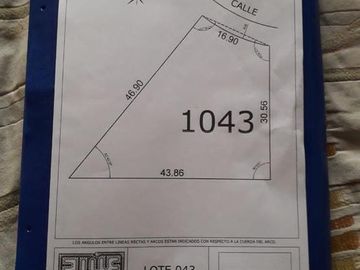 CALLE
16.90
46.90
30.56
1043
43.86
LOS ANGULOS ENTRE LINEAS RECTAS Y ARCOS ESTAN INDICADOS CON RESPECTO A LA CUERDA DEL ARCO.
LOTE 043